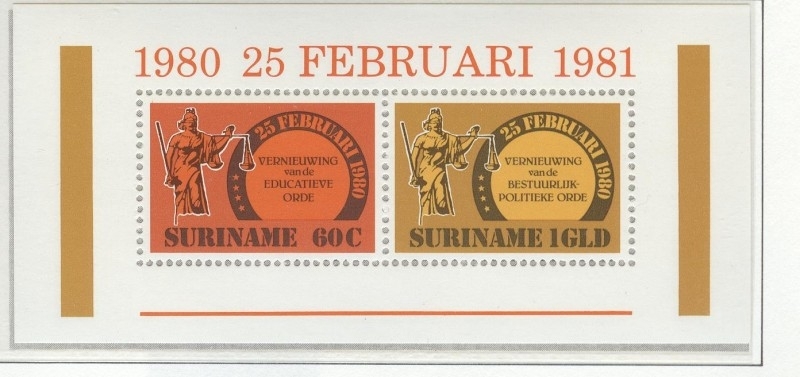 1980 25 FEBRUARI 1981
25 FEBRUARI 1980
VERNIEUWING
van de
EDUCATIEVE
ORDE
SURINAME 60C
25 FEBRUARI 1980
VERNIEUWING
van de
BESTUURLIJK-
POLITIEKE ORDE
SURINAME 1GLD